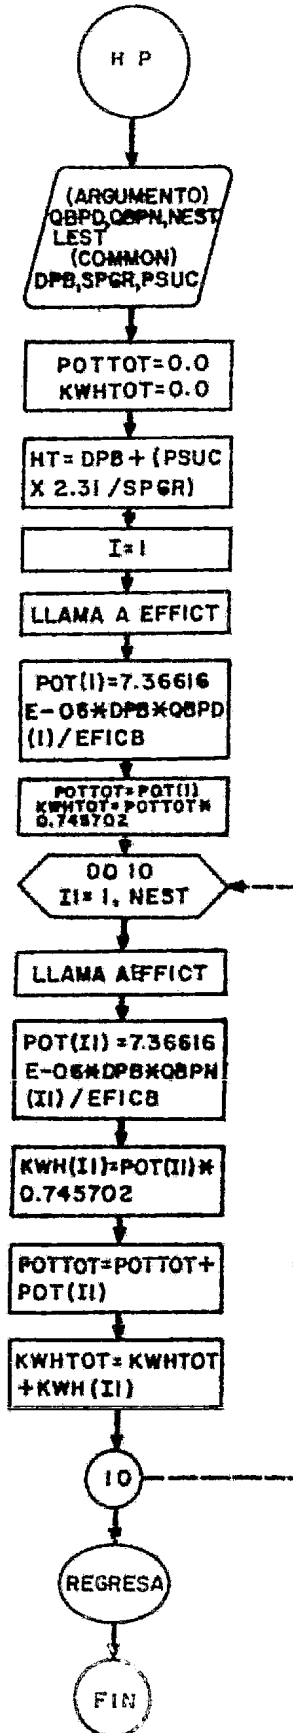 H P
(ARGUMENTO)
QBPD,QBPN,NEST
LEST
(COMMON)
DPB,SPGR,PSUC
POTTOT=0.0
KWHTOT=0.0
HT=DPB+(PSUC
X 2.31/SPGR)
I=1
LLAMA A EFFICT
POT(I)=7.36616
E-06*DPB*QBPD
(I)/EFICB
POTTOT=POT(I)
KWHTOT=POTTOT*
0.745702
DO 10
II=1, NEST
LLAMA A EFFICT
POT(II)=7.36616
E-06*DPB*QBPN
(II)/EFICB
KWH(II)=POT(II)*
0.745702
POTTOT=POTTOT+
POT(II)
KWHTOT=KWHTOT
+KWH(II)
10
REGRESA
FIN